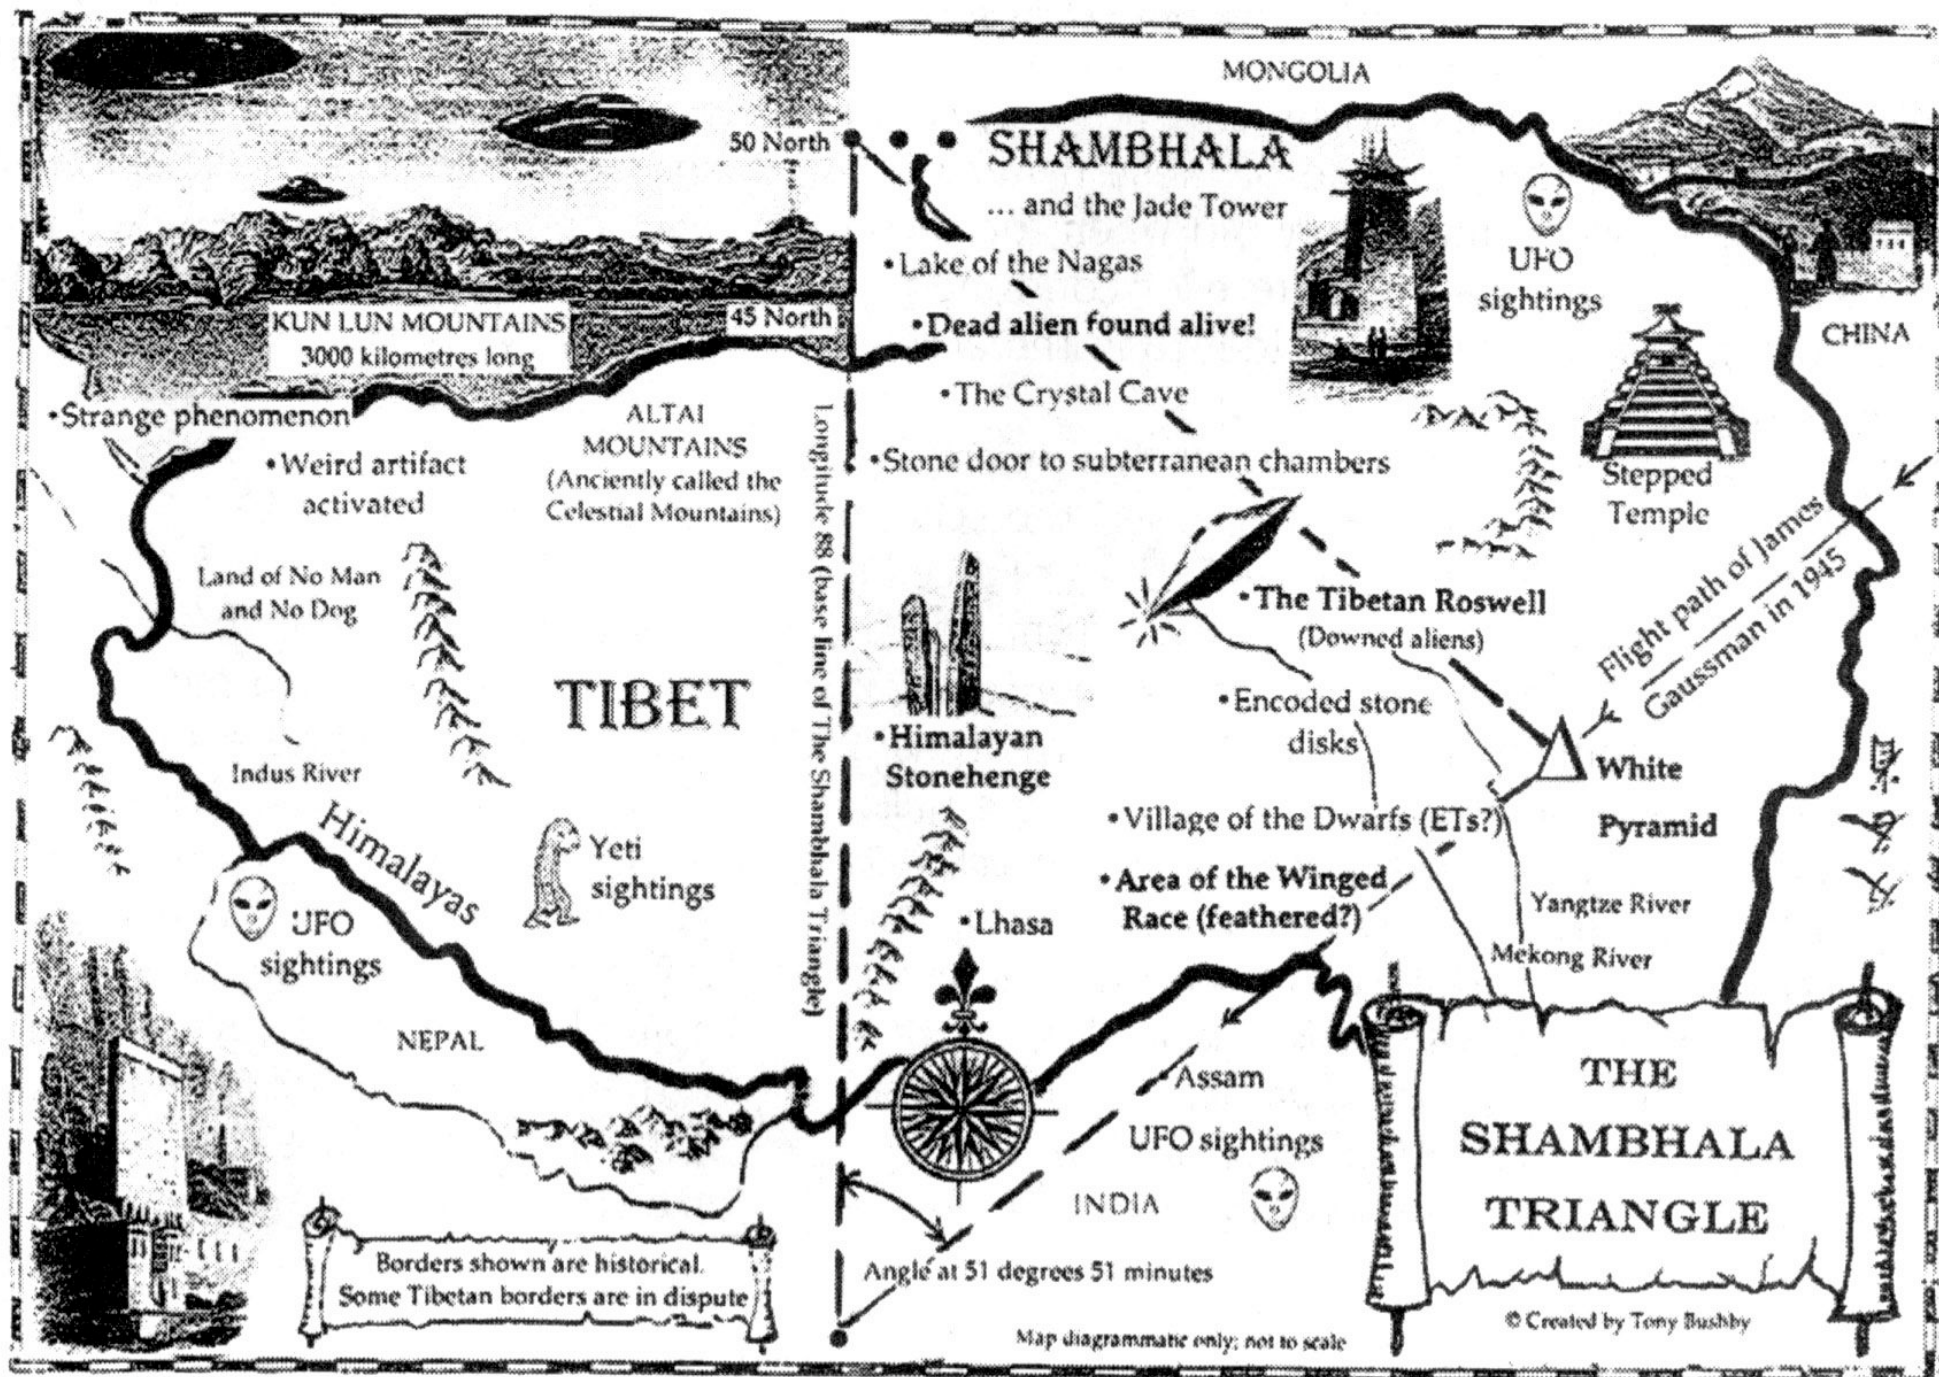 MONGOLIA
50 North
SHAMBHALA
... and the Jade Tower
•Lake of the Nagas
UFO
sightings
KUN LUN MOUNTAINS
3000 kilometres long
45 North
•Dead alien found alive!
CHINA
•The Crystal Cave
•Strange phenomenon
ALTAI
MOUNTAINS
(Anciently called the
Celestial Mountains)
•Weird artifact
activated
•Stone door to subterranean chambers
Stepped
Temple
Longitude 88 (base line of The Shambhala Triangle)
Flight path of James
Gaussman in 1945
Land of No Man
and No Dog
•The Tibetan Roswell
(Downed aliens)
TIBET
•Encoded stone
disks
•Himalayan
Stonehenge
White
Pyramid
Indus River
Himalayas
•Village of the Dwarfs (ETs?)
Yeti
sightings
•Area of the Winged
Race (feathered?)
Yangtze River
•Lhasa
Mekong River
UFO
sightings
NEPAL
•Assam
UFO sightings
INDIA
THE
SHAMBHALA
TRIANGLE
Borders shown are historical.
Some Tibetan borders are in dispute
Angle at 51 degrees 51 minutes
Map diagrammatic only; not to scale
© Created by Tony Bushby